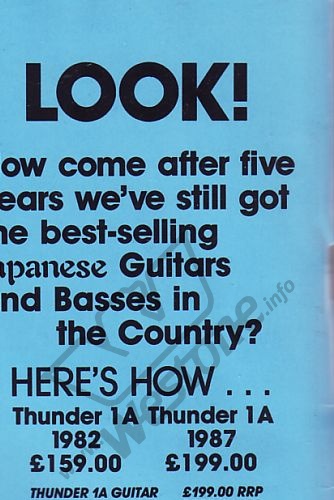 LOOK!
ow come after five
ears we've still got
he best-selling
apanese Guitars
nd Basses in
the Country?
HERE'S HOW . . .
Thunder 1A Thunder 1A
1982 1987
£159.00 £199.00
THUNDER 1A GUITAR £199.00 RRP
westone.info